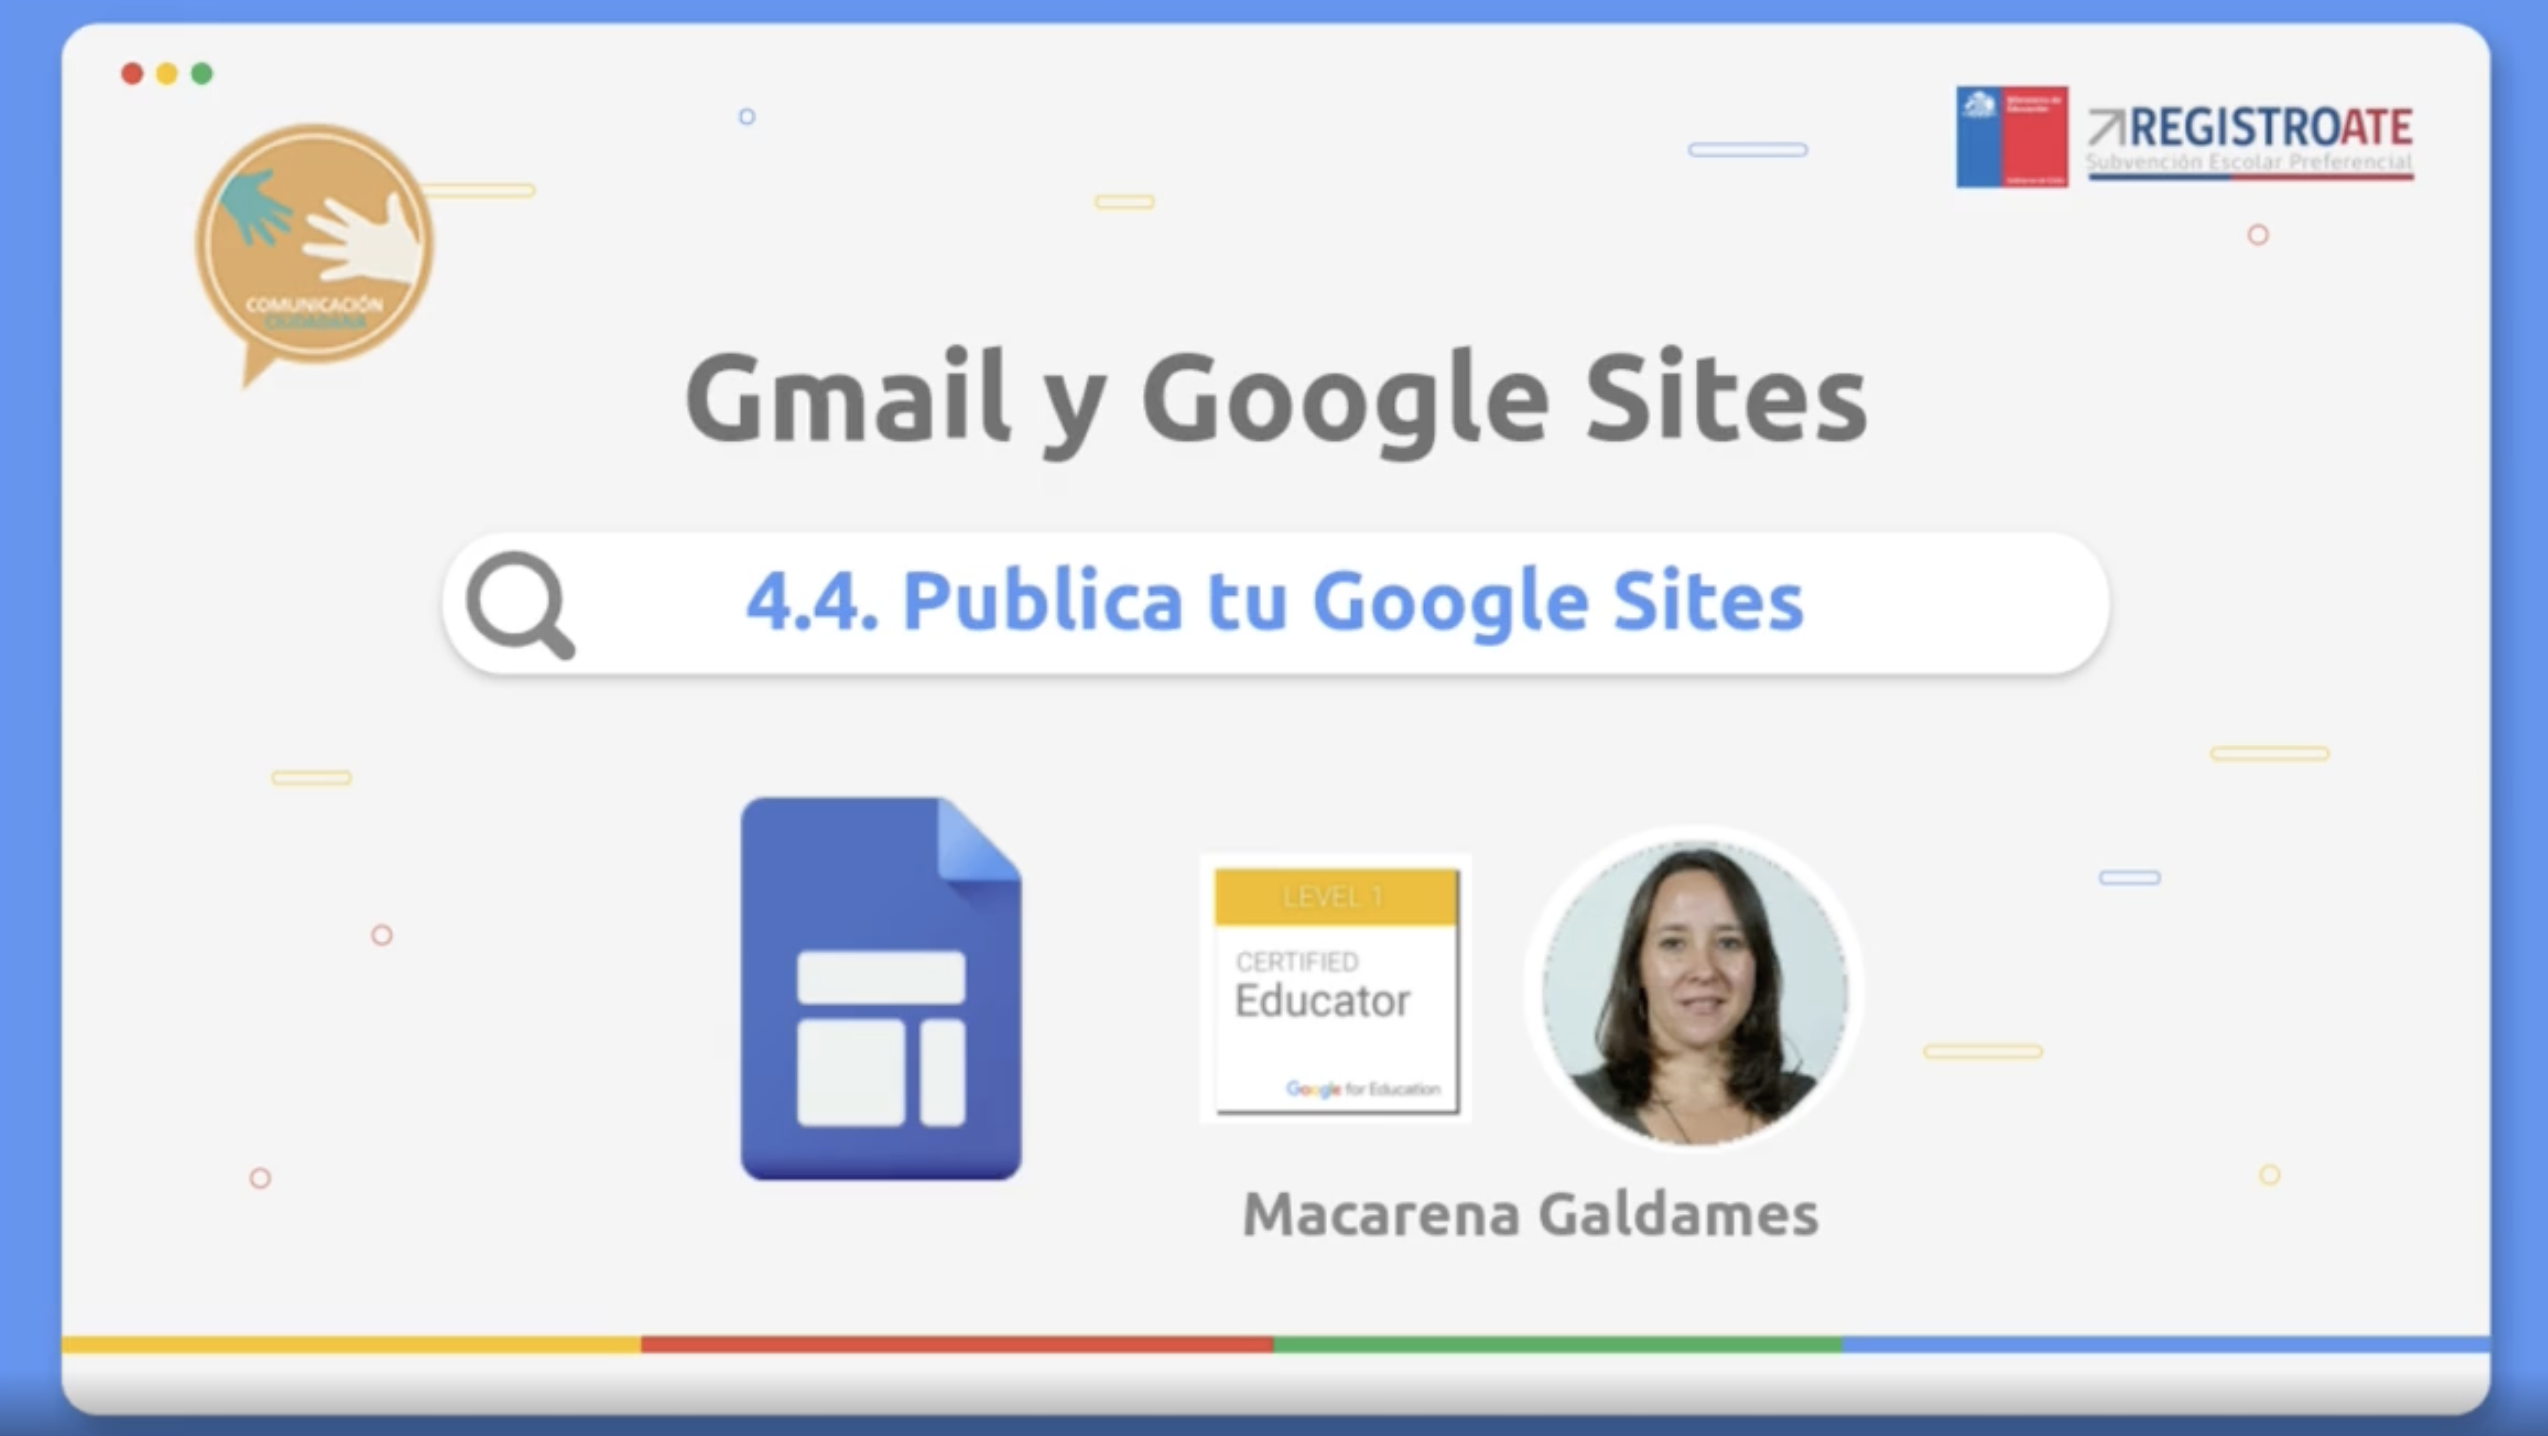 REGISTROATE
Subvención Escolar Preferencial
COMUNICACIÓN
CIUDADANA
Gmail y Google Sites
4.4. Publica tu Google Sites
LEVEL 1
CERTIFIED
Educator
Google for Education
Macarena Galdames